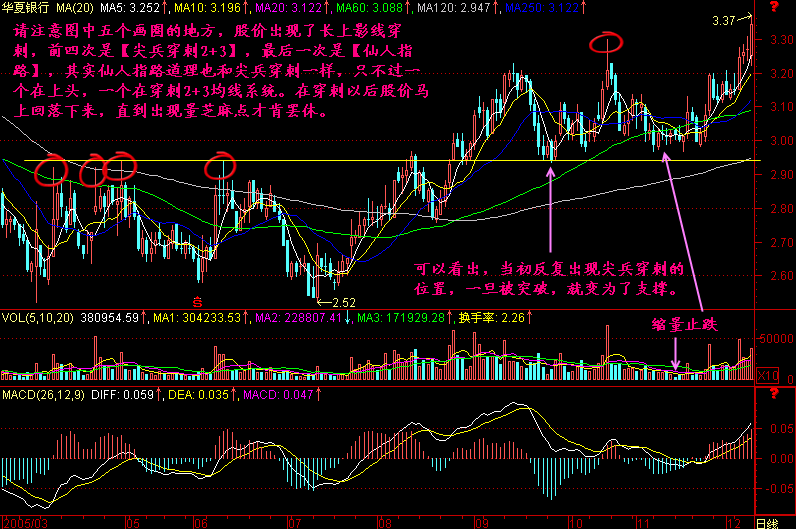 华夏银行 MA(20) MA5: 3.252↑, MA10: 3.196↑, MA20: 3.122↑, MA60: 3.088↑, MA120: 2.947↑, MA250: 3.122↑ ?
请注意图中五个画圈的地方，股价出现了长上影线穿
刺，前四次是【尖兵穿刺2+3】，最后一次是【仙人指
路】，其实仙人指路道理也和尖兵穿刺一样，只不过一
个在上头，一个在穿刺2+3均线系统。在穿刺以后股价马
上回落下来，直到出现量芝麻点才肯罢休。
3.37
3.30
3.20
3.10
3.00
2.90
2.80
2.70
2.60
2.52
可以看出，当初反复出现尖兵穿刺的
位置，一旦被突破，就变为了支撑。
缩量止跌
VOL(5,10,20) 380954.59↑, MA1: 304233.53↑, MA2: 228807.41↓, MA3: 171929.28↑, 换手率: 2.26↑
50000
X10
0
MACD(26,12,9) DIFF: 0.059↑, DEA: 0.035↑, MACD: 0.047↑ ?
0.05
0.00
-0.05
2005/03 05 06 07 08 09 10 11 12 日线